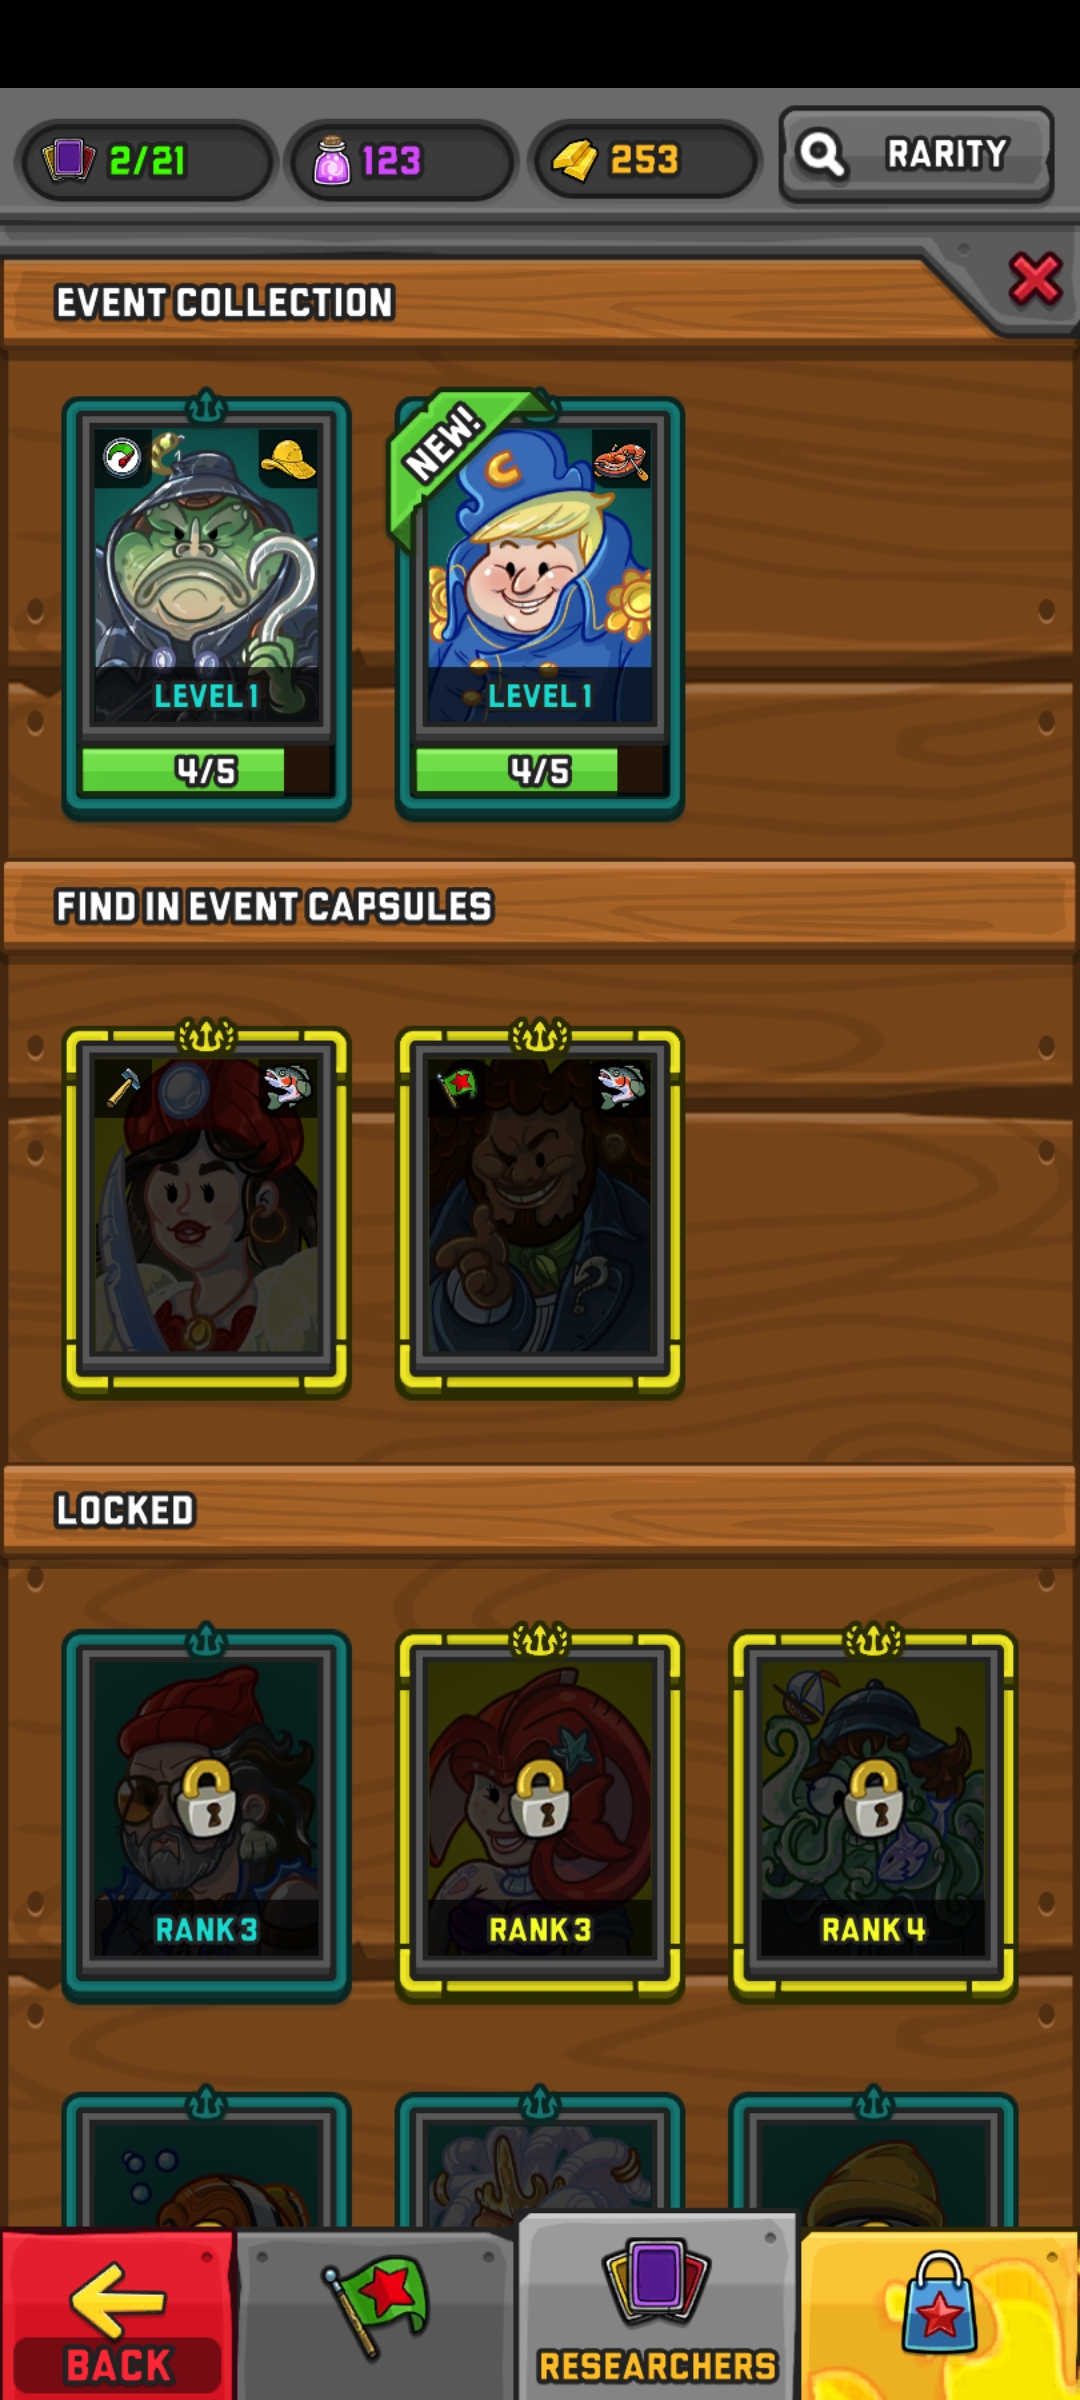 2/21
123
253
RARITY
EVENT COLLECTION
NEW!
C
LEVEL 1
LEVEL 1
4/5
4/5
FIND IN EVENT CAPSULES
LOCKED
RANK 3
RANK 3
RANK 4
BACK
RESEARCHERS